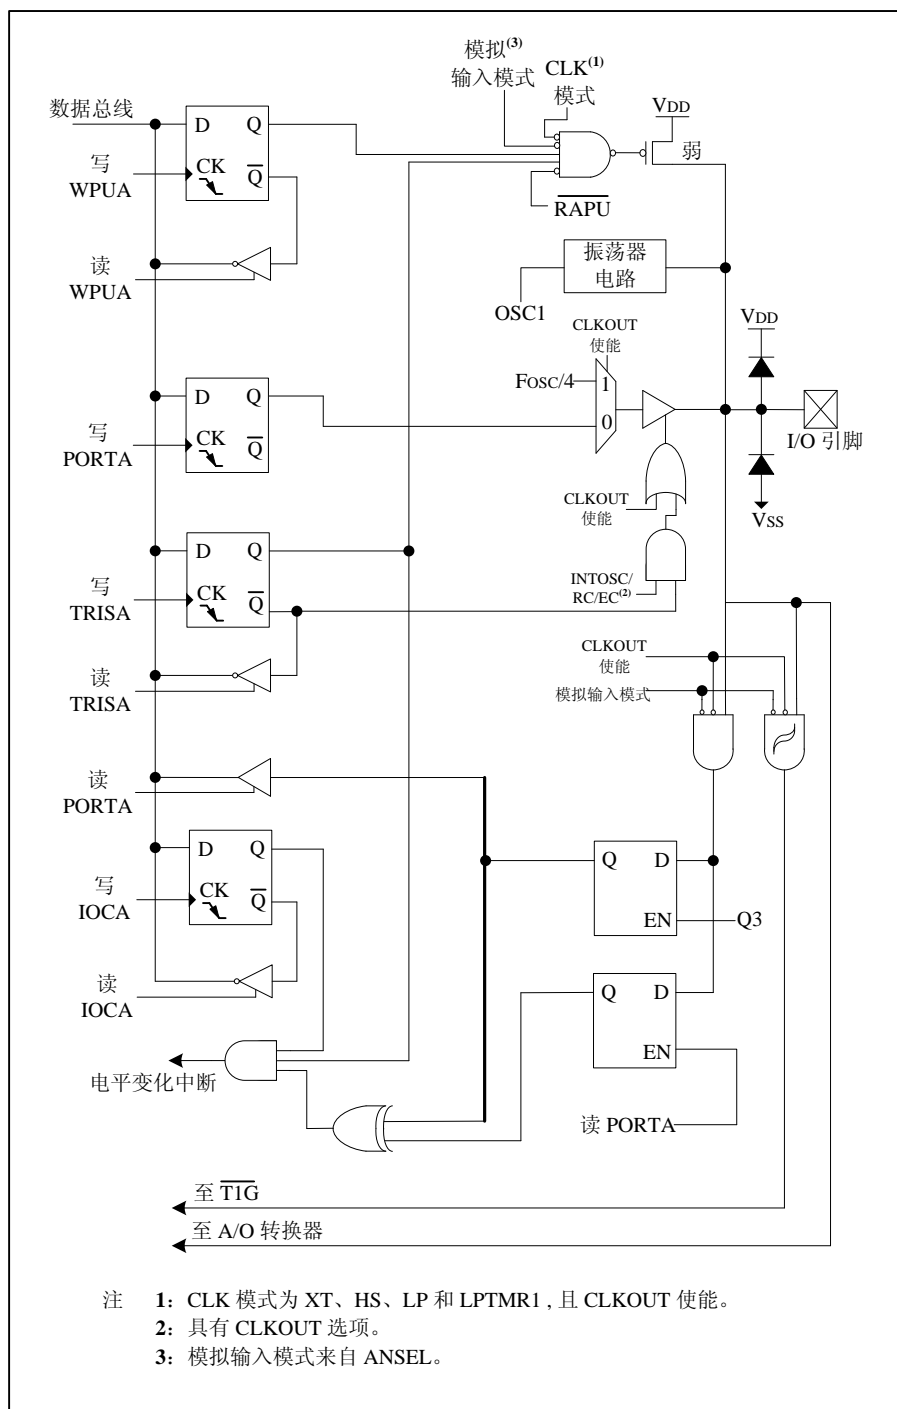 模拟(3)
输入模式
CLK(1)
模式
数据总线
D Q
VDD
弱
写
WPUA
CK Q
RAPU
读
WPUA
振荡器
电路
OSC1
CLKOUT
使能
VDD
FOSC/4
1
D Q
0
写
PORTA
CK Q
I/O 引脚
CLKOUT
使能
VSS
D Q
写
TRISA
CK Q
INTOSC/
RC/EC(2)
CLKOUT
使能
读
TRISA
模拟输入模式
读
PORTA
D Q
Q D
写
IOCA
CK Q
EN
Q3
读
IOCA
Q D
EN
电平变化中断
读 PORTA
至 T1G
至 A/O 转换器
注 1：CLK 模式为 XT、HS、LP 和 LPTMR1 , 且 CLKOUT 使能。
2：具有 CLKOUT 选项。
3：模拟输入模式来自 ANSEL。